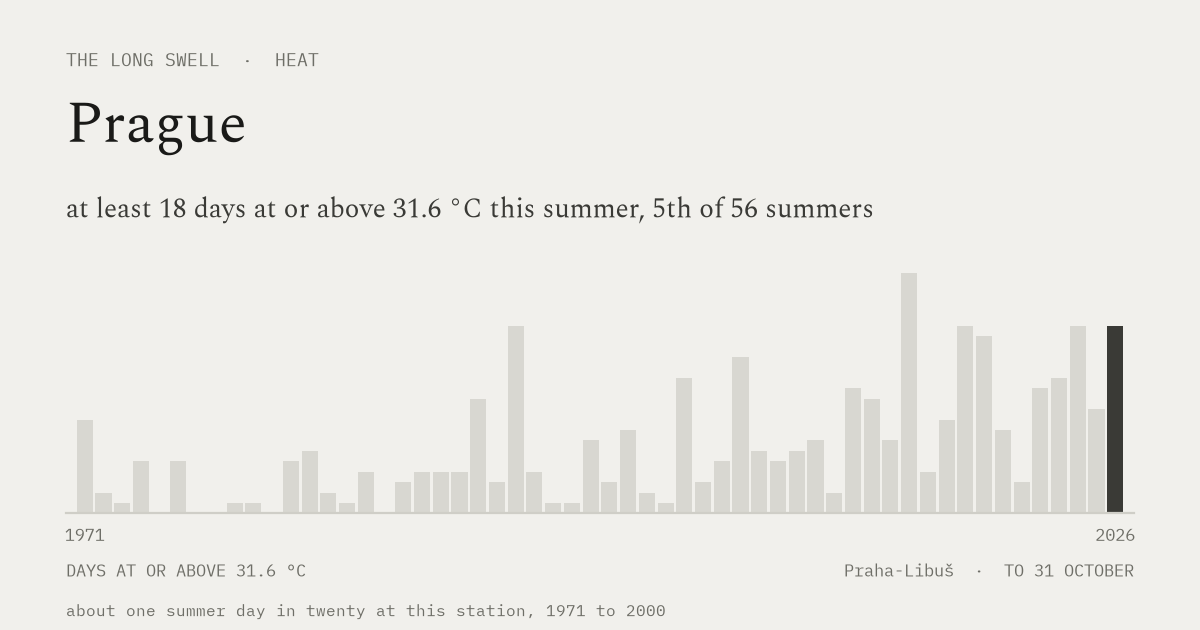 THE LONG SWELL · HEAT
Prague
at least 18 days at or above 31.6 °C this summer, 5th of 56 summers
1971
2026
DAYS AT OR ABOVE 31.6 °C
Praha-Libuš · TO 31 OCTOBER
about one summer day in twenty at this station, 1971 to 2000